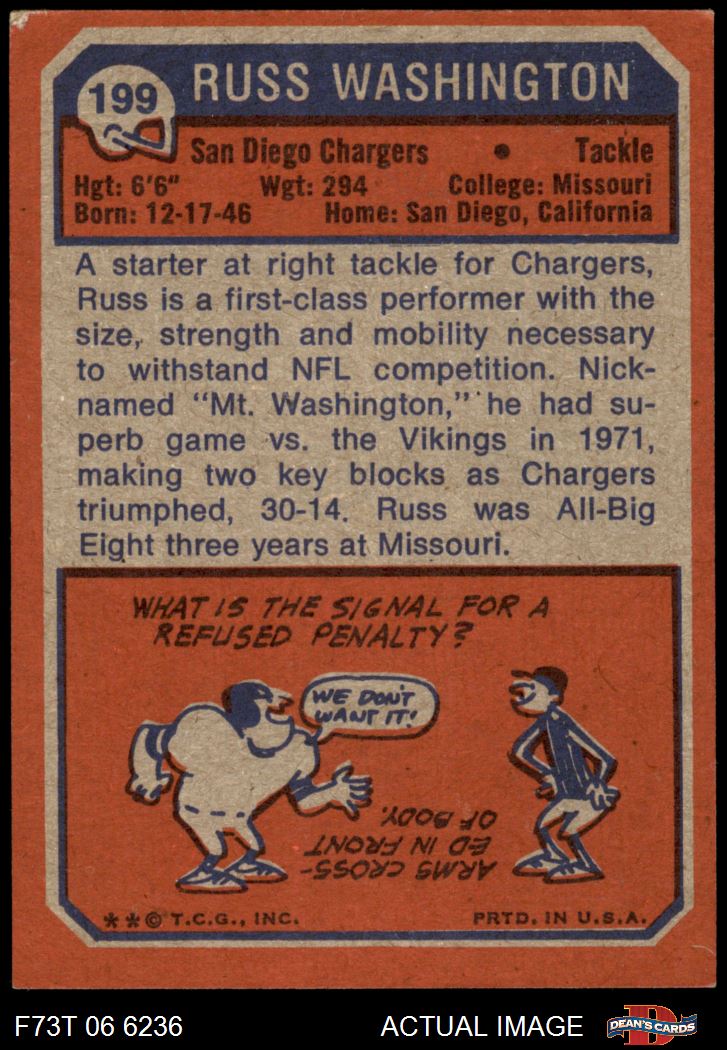 199
RUSS WASHINGTON
San Diego Chargers • Tackle
Hgt: 6'6" Wgt: 294 College: Missouri
Born: 12-17-46 Home: San Diego, California
A starter at right tackle for Chargers,
Russ is a first-class performer with the
size, strength and mobility necessary
to withstand NFL competition. Nick-
named "Mt. Washington," he had su-
perb game vs. the Vikings in 1971,
making two key blocks as Chargers
triumphed, 30-14. Russ was All-Big
Eight three years at Missouri.
WHAT IS THE SIGNAL FOR A
REFUSED PENALTY?
WE DON'T
WANT IT!
ARMS CROSS-
ED IN FRONT
OF BODY.
**© T.C.G., INC. PRTD. IN U.S.A.
F73T 06 6236 ACTUAL IMAGE
D
DEAN'S CARDS